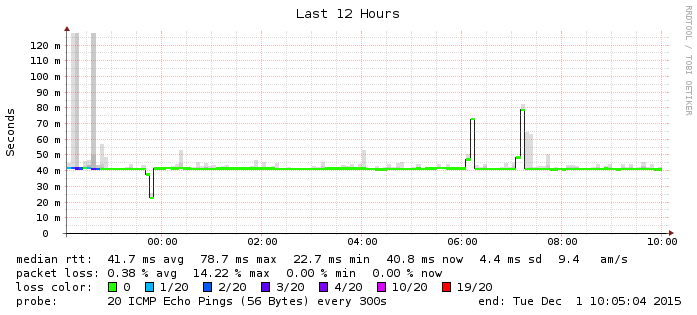 Last 12 Hours
RRDTOOL / TOBI OETIKER
Seconds
120 m
110 m
100 m
90 m
80 m
70 m
60 m
50 m
40 m
30 m
20 m
10 m
0
00:00 02:00 04:00 06:00 08:00 10:00
median rtt: 41.7 ms avg 78.7 ms max 22.7 ms min 40.8 ms now 4.4 ms sd 9.4 am/s
packet loss: 0.38 % avg 14.22 % max 0.00 % min 0.00 % now
loss color: 0 1/20 2/20 3/20 4/20 10/20 19/20
probe: 20 ICMP Echo Pings (56 Bytes) every 300s end: Tue Dec 1 10:05:04 2015